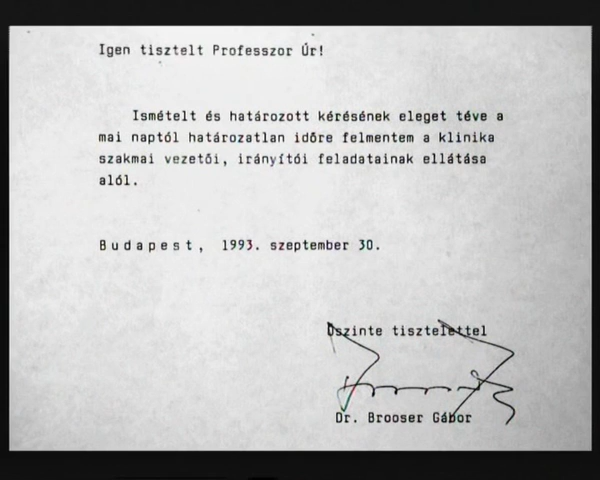 Igen tisztelt Professzor Úr!
Ismételt és határozott kérésének eleget téve a
mai naptól határozatlan időre felmentem a klinika
szakmai vezetői, irányítói feladatainak ellátása
alól.
Budapest, 1993. szeptember 30.
Őszinte tisztelettel
Dr. Brooser Gábor